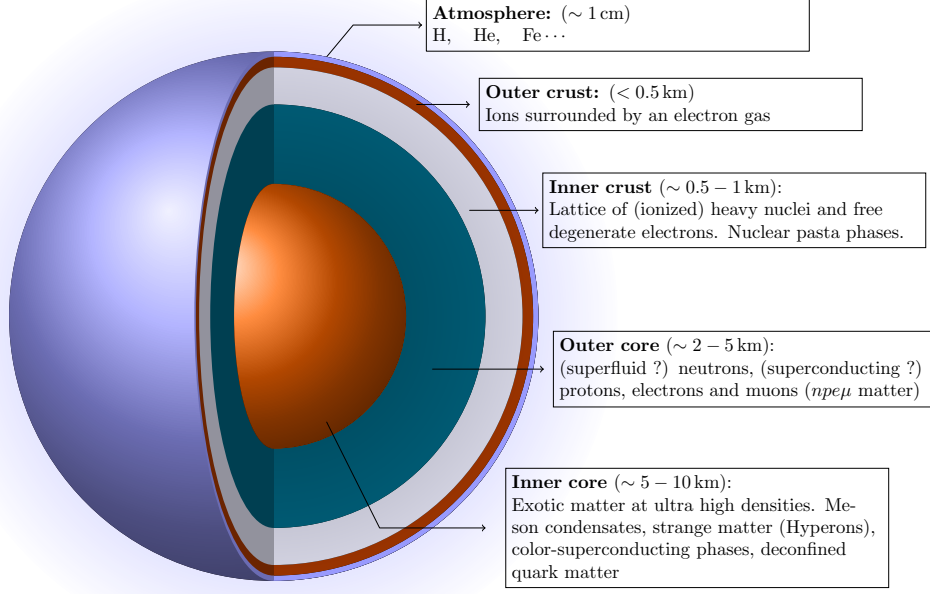 Atmosphere: (∼ 1 cm)
H, He, Fe ···
Outer crust: (< 0.5 km)
Ions surrounded by an electron gas
Inner crust (∼ 0.5 − 1 km):
Lattice of (ionized) heavy nuclei and free
degenerate electrons. Nuclear pasta phases.
Outer core (∼ 2 − 5 km):
(superfluid ?) neutrons, (superconducting ?)
protons, electrons and muons (npeμ matter)
Inner core (∼ 5 − 10 km):
Exotic matter at ultra high densities. Me-
son condensates, strange matter (Hyperons),
color-superconducting phases, deconfined
quark matter